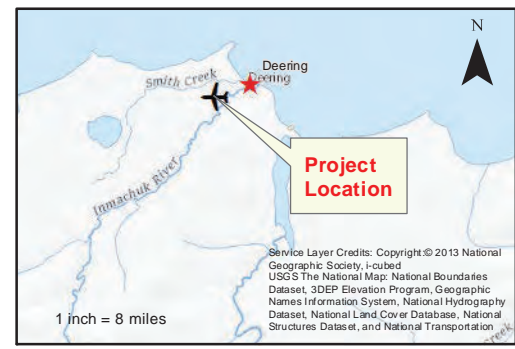 N
Deering
Deering
Smith Creek
Inmachuk River
Project
Location
Service Layer Credits: Copyright:© 2013 National
Geographic Society, i-cubed
USGS The National Map: National Boundaries
Dataset, 3DEP Elevation Program, Geographic
Names Information System, National Hydrography
Dataset, National Land Cover Database, National
Structures Dataset, and National Transportation
1 inch = 8 miles